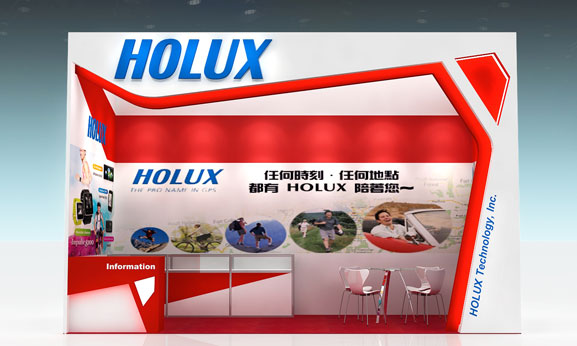 HOLUX
HOLUX
HOLUX
THE PRO NAME IN GPS
任何時刻·任何地點
都有 HOLUX 陪著您~
Information
HOLUX Technology, Inc.